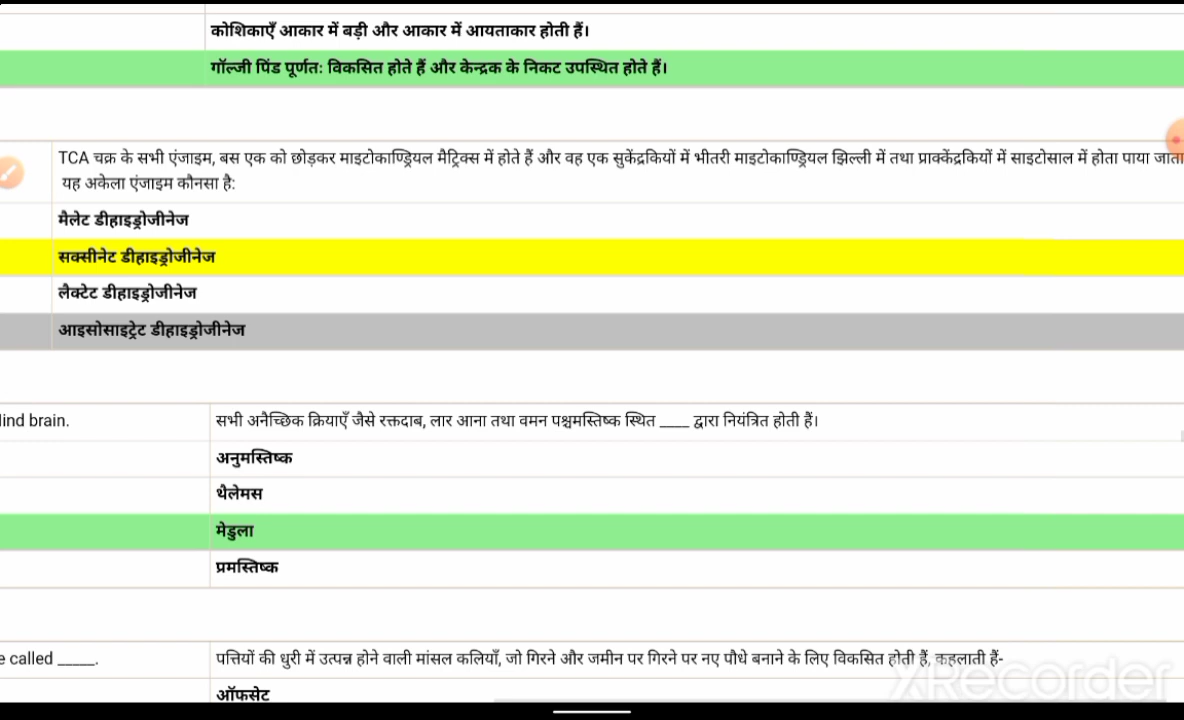 कोशिकाएँ आकार में बड़ी और आकार में आयताकार होती हैं।
गॉल्जी पिंड पूर्णतः विकसित होते हैं और केन्द्रक के निकट उपस्थित होते हैं।
TCA चक्र के सभी एंजाइम, बस एक को छोड़कर माइटोकाण्ड्रियल मैट्रिक्स में होते हैं और वह एक सुकेंद्रकियों में भीतरी माइटोकाण्ड्रियल झिल्ली में तथा प्राक्केंद्रकियों में साइटोसाल में होता पाया जाता
यह अकेला एंजाइम कौनसा है:
मैलेट डीहाइड्रोजीनेज
सक्सीनेट डीहाइड्रोजीनेज
लैक्टेट डीहाइड्रोजीनेज
आइसोसाइट्रेट डीहाइड्रोजीनेज
lind brain. सभी अनैच्छिक क्रियाएँ जैसे रक्तदाब, लार आना तथा वमन पश्चमस्तिष्क स्थित ____ द्वारा नियंत्रित होती हैं।
अनुमस्तिष्क
थैलेमस
मेडुला
प्रमस्तिष्क
e called _____. पत्तियों की धुरी में उत्पन्न होने वाली मांसल कलियाँ, जो गिरने और जमीन पर गिरने पर नए पौधे बनाने के लिए विकसित होती हैं, कहलाती हैं-
ऑफसेट
XRecorder